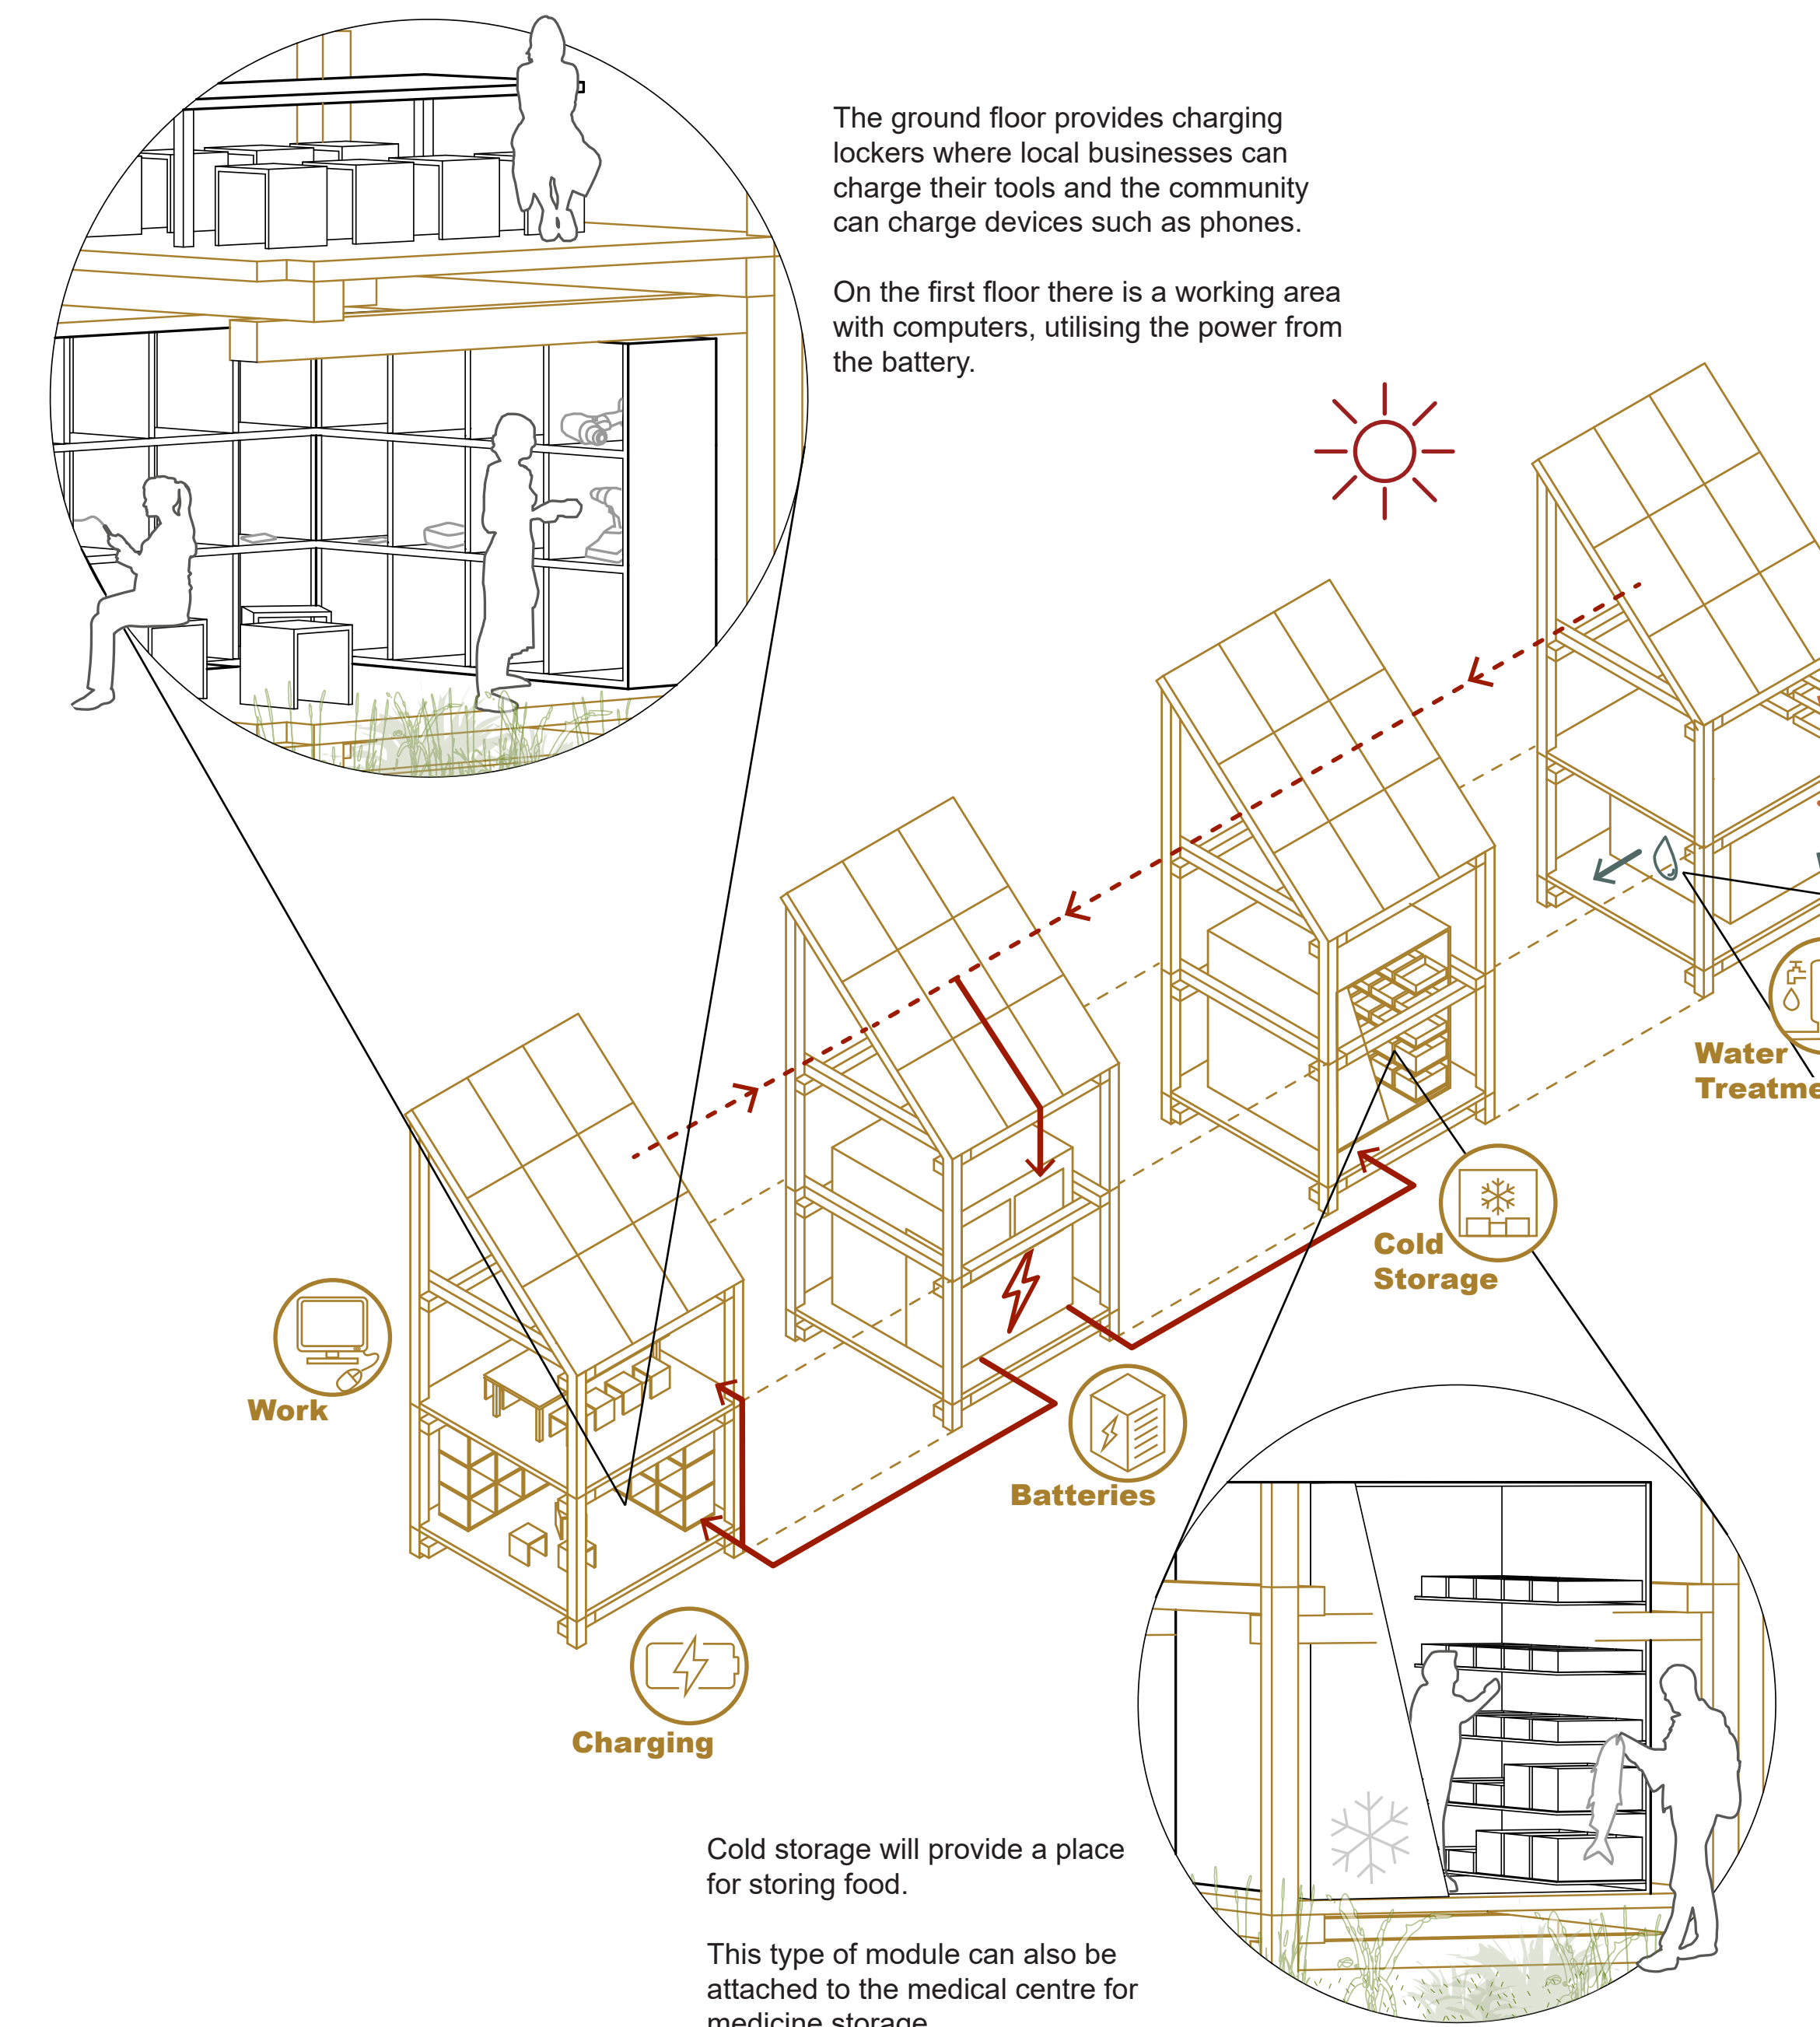 The ground floor provides charging
lockers where local businesses can
charge their tools and the community
can charge devices such as phones.
On the first floor there is a working area
with computers, utilising the power from
the battery.
Water
Cold
Storage
Work
Batteries
Charging
Cold storage will provide a place
for storing food.
This type of module can also be
attached to the medical centre for
medicine storage